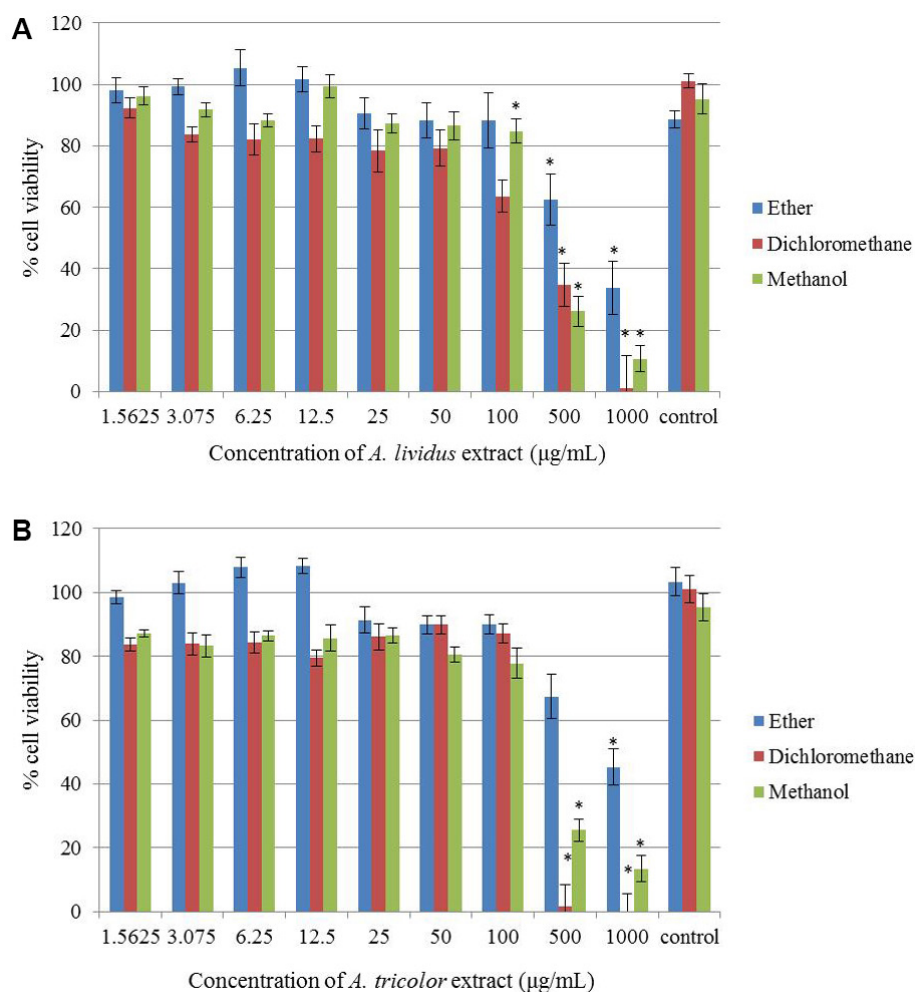 A
120
100
80
60
40
20
0
% cell viability
* * * * * * *
1.5625 3.075 6.25 12.5 25 50 100 500 1000 control
Concentration of A. lividus extract (µg/mL)
Ether
Dichloromethane
Methanol
B
120
100
80
60
40
20
0
% cell viability
* * * * *
1.5625 3.075 6.25 12.5 25 50 100 500 1000 control
Concentration of A. tricolor extract (µg/mL)
Ether
Dichloromethane
Methanol